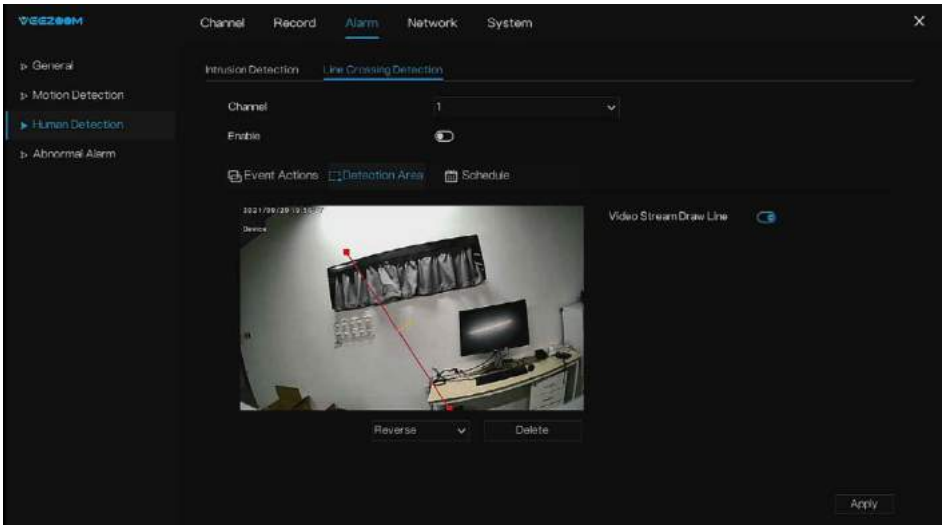 VEEZOOM
Channel Record Alarm Network System
General
Motion Detection
Human Detection
Abnormal Alarm
Intrusion Detection Line Crossing Detection
Channel 1
Enable
Event Actions Detection Area Schedule
Device
Video Stream Draw Line
Reverse Delete
Apply